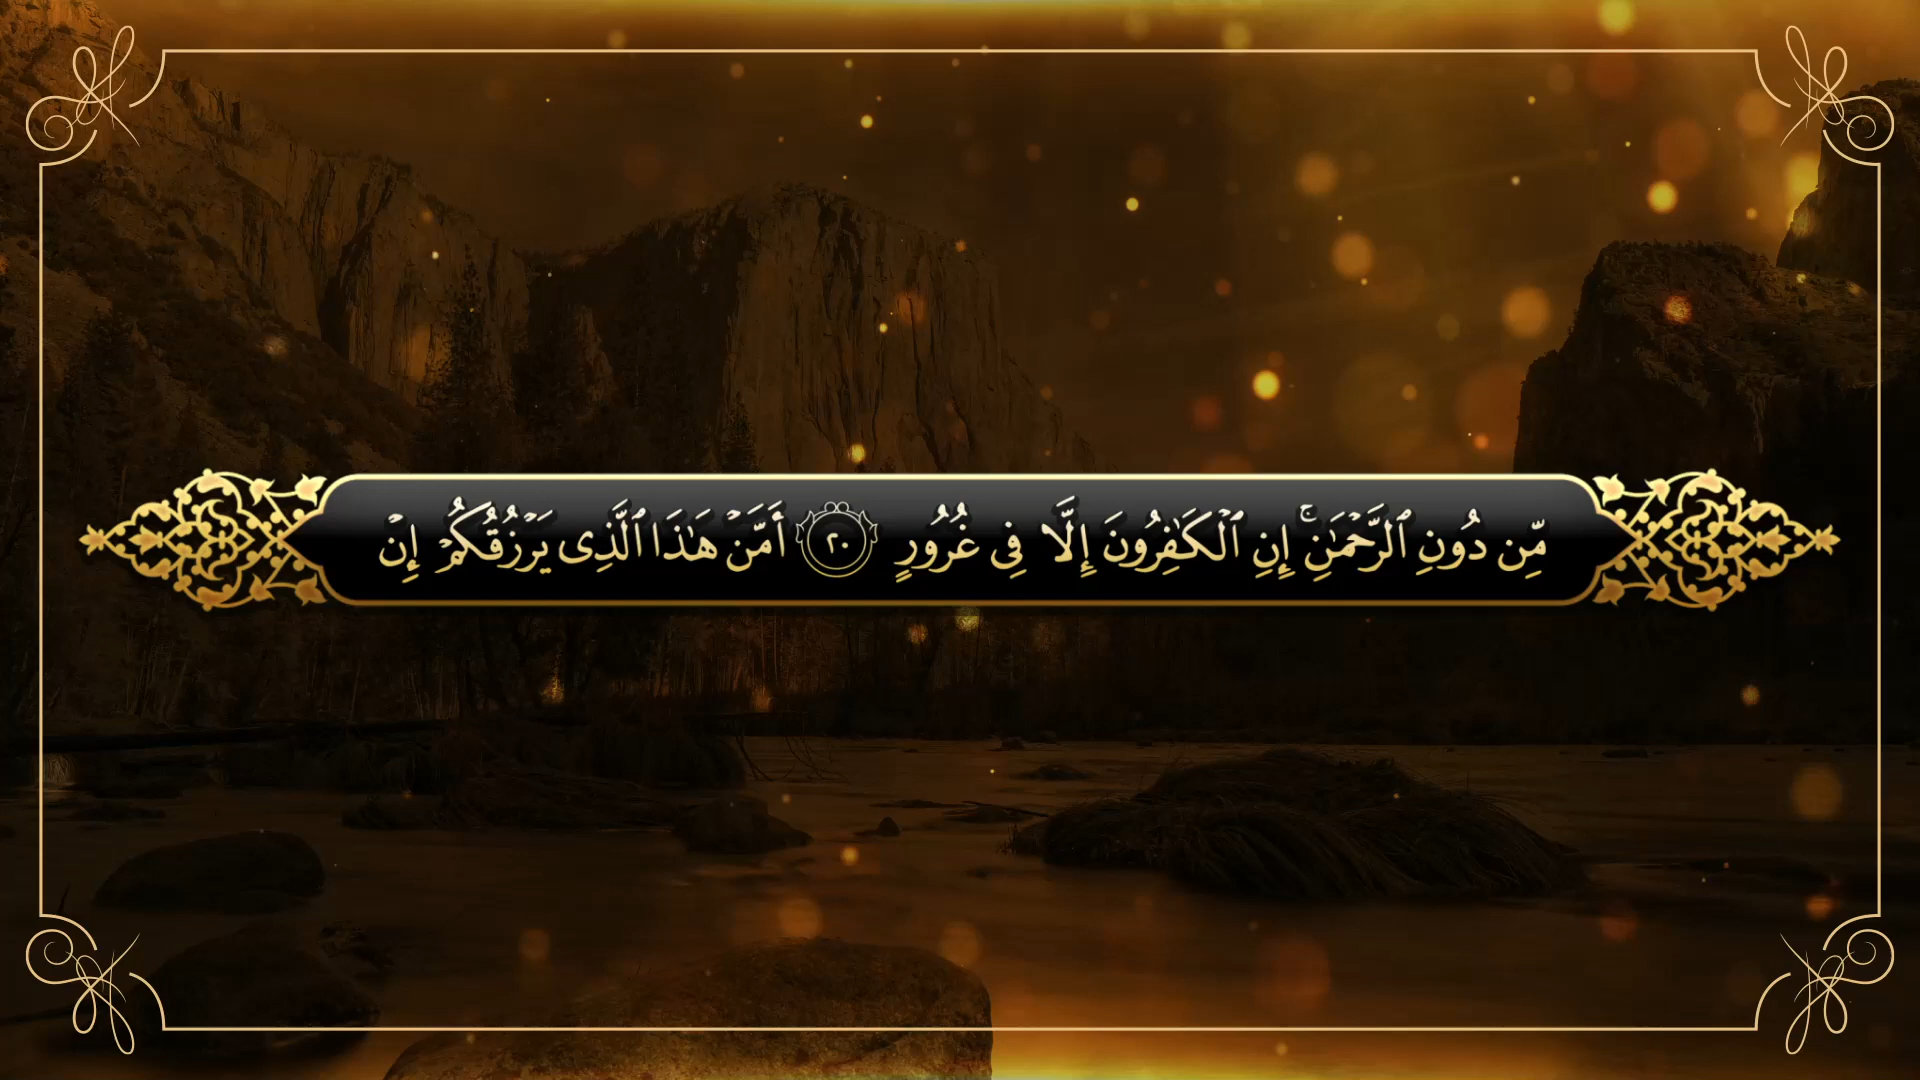 مِّن دُونِ ٱلرَّحۡمَٰنِۚ إِنِ ٱلۡكَٰفِرُونَ إِلَّا فِي غُرُورٍ ٢٠ أَمَّنۡ هَٰذَا ٱلَّذِي يَرۡزُقُكُمۡ إِنۡ